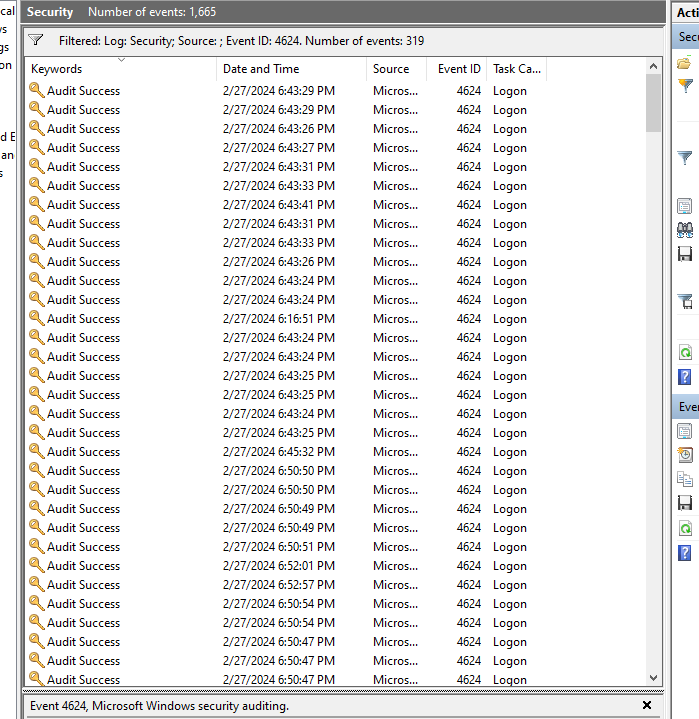 Security Number of events: 1,665
Filtered: Log: Security; Source: ; Event ID: 4624. Number of events: 319
Keywords Date and Time Source Event ID Task Ca...
Audit Success 2/27/2024 6:43:29 PM Micros... 4624 Logon
Audit Success 2/27/2024 6:43:29 PM Micros... 4624 Logon
Audit Success 2/27/2024 6:43:26 PM Micros... 4624 Logon
Audit Success 2/27/2024 6:43:27 PM Micros... 4624 Logon
Audit Success 2/27/2024 6:43:31 PM Micros... 4624 Logon
Audit Success 2/27/2024 6:43:33 PM Micros... 4624 Logon
Audit Success 2/27/2024 6:43:41 PM Micros... 4624 Logon
Audit Success 2/27/2024 6:43:31 PM Micros... 4624 Logon
Audit Success 2/27/2024 6:43:33 PM Micros... 4624 Logon
Audit Success 2/27/2024 6:43:26 PM Micros... 4624 Logon
Audit Success 2/27/2024 6:43:24 PM Micros... 4624 Logon
Audit Success 2/27/2024 6:43:24 PM Micros... 4624 Logon
Audit Success 2/27/2024 6:16:51 PM Micros... 4624 Logon
Audit Success 2/27/2024 6:43:24 PM Micros... 4624 Logon
Audit Success 2/27/2024 6:43:24 PM Micros... 4624 Logon
Audit Success 2/27/2024 6:43:25 PM Micros... 4624 Logon
Audit Success 2/27/2024 6:43:25 PM Micros... 4624 Logon
Audit Success 2/27/2024 6:43:24 PM Micros... 4624 Logon
Audit Success 2/27/2024 6:43:25 PM Micros... 4624 Logon
Audit Success 2/27/2024 6:45:32 PM Micros... 4624 Logon
Audit Success 2/27/2024 6:50:50 PM Micros... 4624 Logon
Audit Success 2/27/2024 6:50:50 PM Micros... 4624 Logon
Audit Success 2/27/2024 6:50:49 PM Micros... 4624 Logon
Audit Success 2/27/2024 6:50:49 PM Micros... 4624 Logon
Audit Success 2/27/2024 6:50:51 PM Micros... 4624 Logon
Audit Success 2/27/2024 6:52:01 PM Micros... 4624 Logon
Audit Success 2/27/2024 6:52:57 PM Micros... 4624 Logon
Audit Success 2/27/2024 6:50:54 PM Micros... 4624 Logon
Audit Success 2/27/2024 6:50:54 PM Micros... 4624 Logon
Audit Success 2/27/2024 6:50:47 PM Micros... 4624 Logon
Audit Success 2/27/2024 6:50:47 PM Micros... 4624 Logon
Audit Success 2/27/2024 6:50:47 PM Micros... 4624 Logon
Event 4624, Microsoft Windows security auditing.